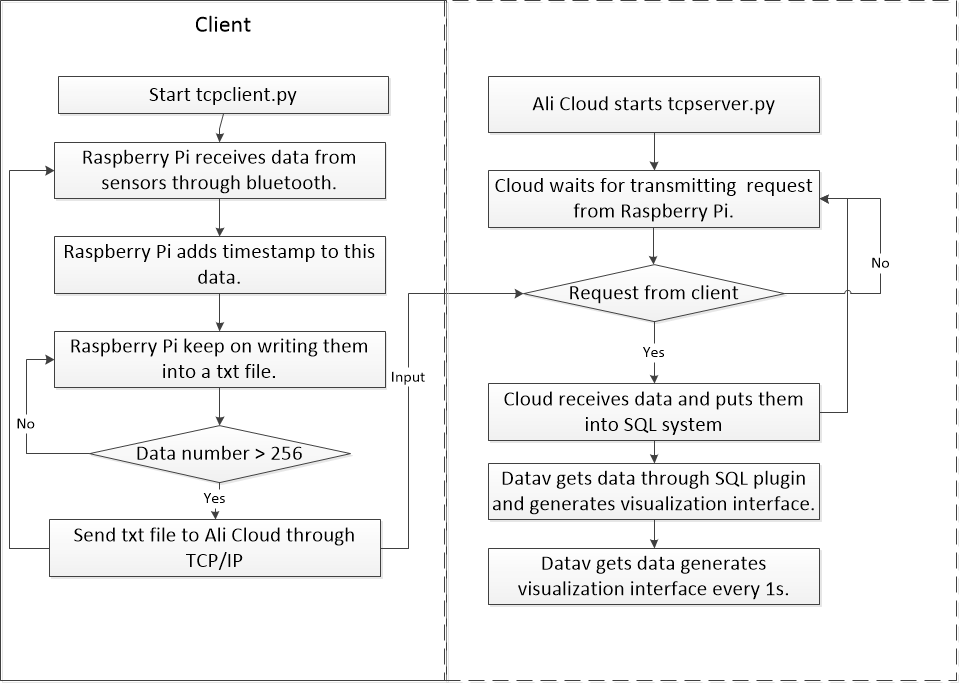 Client
Start tcpclient.py
Raspberry Pi receives data from
sensors through bluetooth.
Raspberry Pi adds timestamp to this
data.
Raspberry Pi keep on writing them
into a txt file.
No
Data number > 256
Yes
Send txt file to Ali Cloud through
TCP/IP
Input
Ali Cloud starts tcpserver.py
Cloud waits for transmitting request
from Raspberry Pi.
No
Request from client
Yes
Cloud receives data and puts them
into SQL system
Datav gets data through SQL plugin
and generates visualization interface.
Datav gets data generates
visualization interface every 1s.